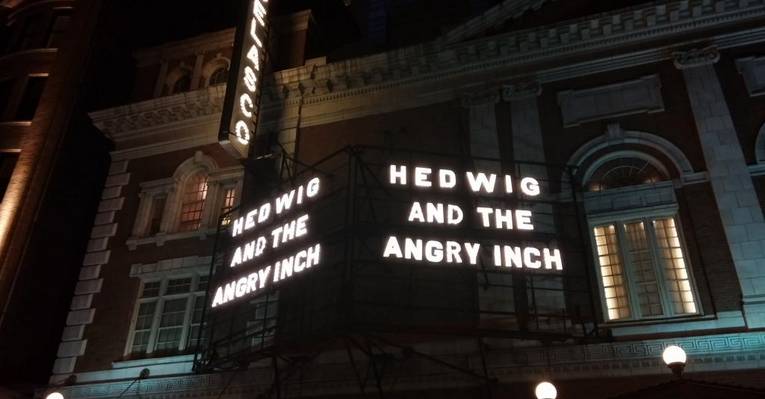 ELASCO
HEDWIG
AND THE
ANGRY INCH
HEDWIG
AND THE
ANGRY INCH